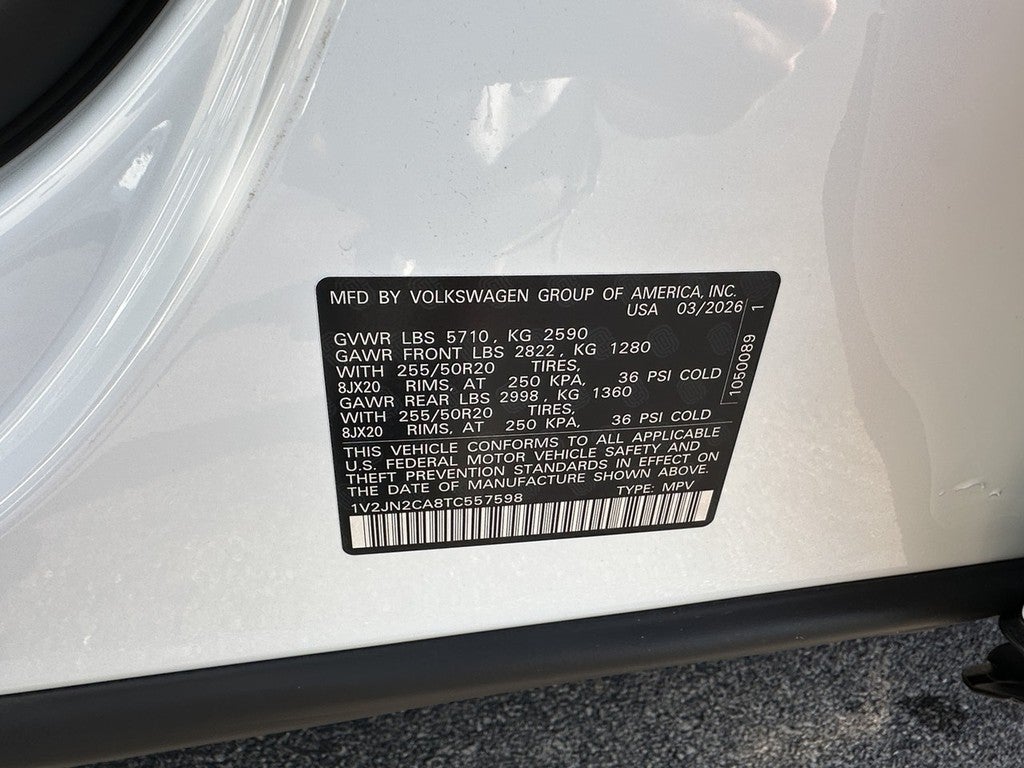 MFD BY VOLKSWAGEN GROUP OF AMERICA, INC.
USA 03/2026
GVWR LBS 5710, KG 2590
GAWR FRONT LBS 2822, KG 1280
WITH 255/50R20 TIRES,
8JX20 RIMS, AT 250 KPA, 36 PSI COLD
GAWR REAR LBS 2998, KG 1360
WITH 255/50R20 TIRES,
8JX20 RIMS, AT 250 KPA, 36 PSI COLD
THIS VEHICLE CONFORMS TO ALL APPLICABLE
U.S. FEDERAL MOTOR VEHICLE SAFETY AND
THEFT PREVENTION STANDARDS IN EFFECT ON
THE DATE OF MANUFACTURE SHOWN ABOVE.
1V2JN2CA8TC557598 TYPE: MPV
1050089 1